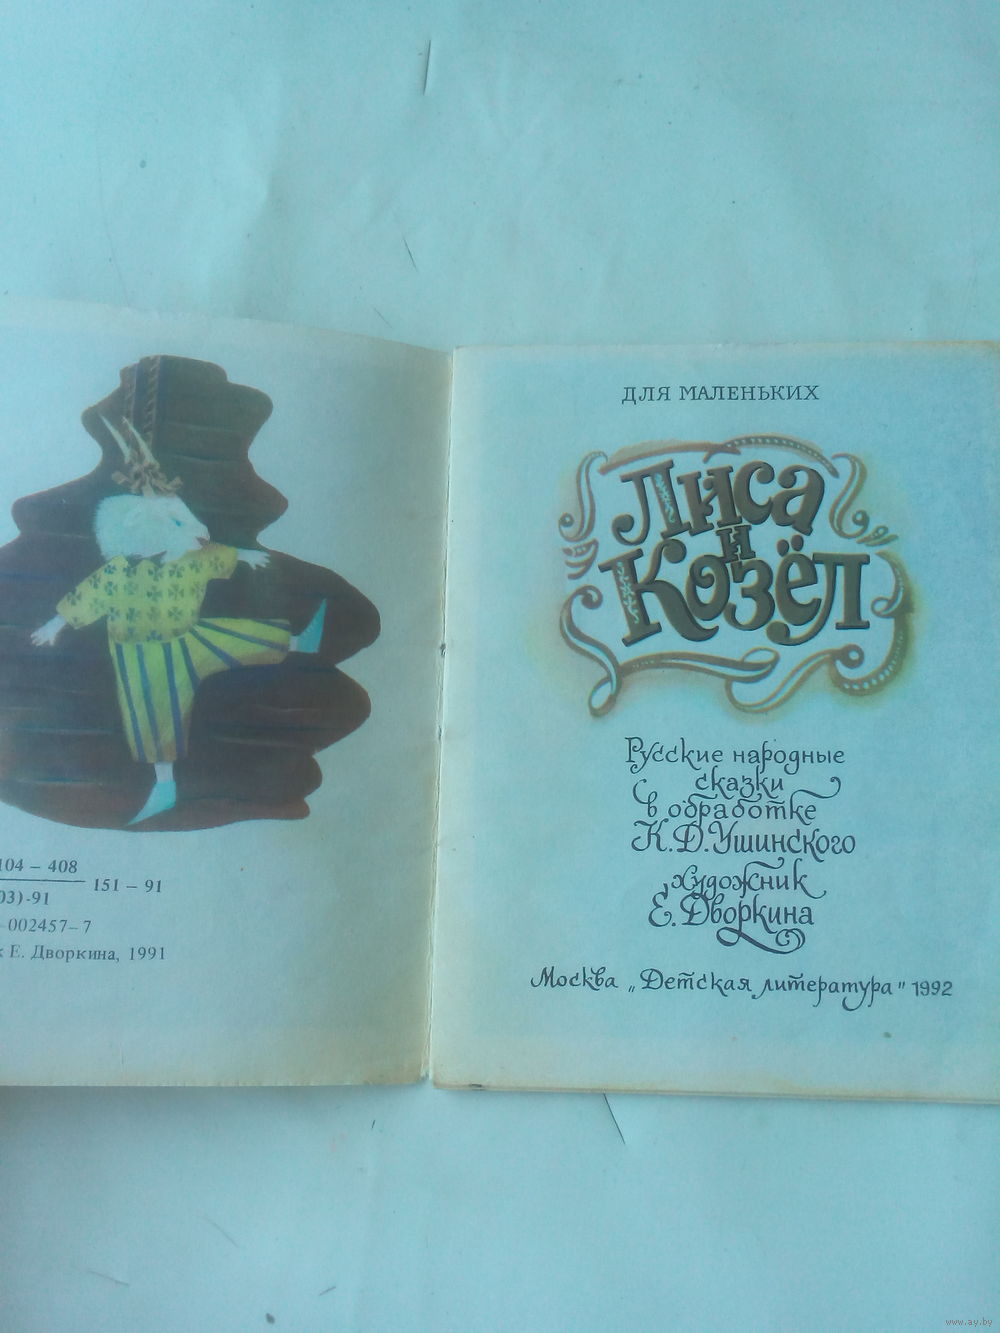 104 – 408
03)-91
151 – 91
002457– 7
Е. Дворкина, 1991
ДЛЯ МАЛЕНЬКИХ
Лиса
и
Козёл
Русские народные
сказки
в обработке
К.Д.Ушинского
художник
Е.Дворкина
Москва „Детская литература" 1992
www.ay.by